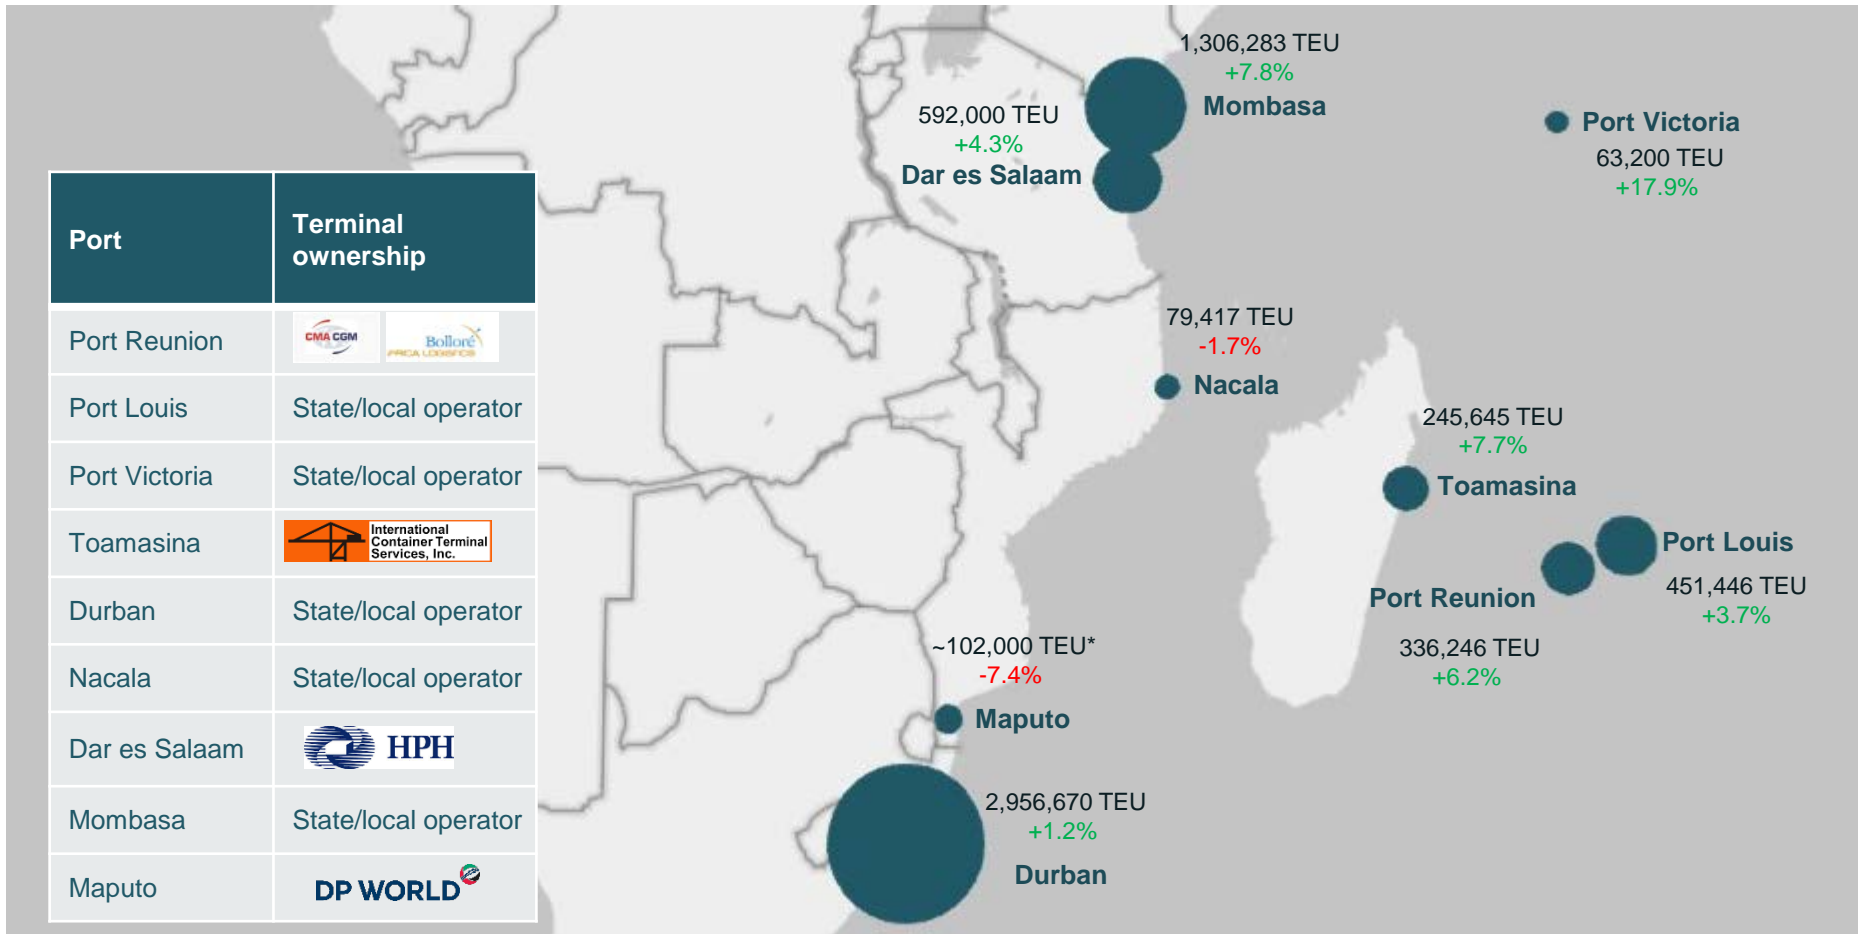 Port
Terminal
ownership
Port Reunion
CMA CGM
Bolloré
AFRICA LOGISTICS
Port Louis
State/local operator
Port Victoria
State/local operator
Toamasina
International
Container Terminal
Services, Inc.
Durban
State/local operator
Nacala
State/local operator
Dar es Salaam
HPH
Mombasa
State/local operator
Maputo
DP WORLD
1,306,283 TEU
+7.8%
Mombasa
592,000 TEU
+4.3%
Dar es Salaam
Port Victoria
63,200 TEU
+17.9%
79,417 TEU
-1.7%
Nacala
245,645 TEU
+7.7%
Toamasina
Port Louis
451,446 TEU
+3.7%
Port Reunion
336,246 TEU
+6.2%
~102,000 TEU*
-7.4%
Maputo
2,956,670 TEU
+1.2%
Durban